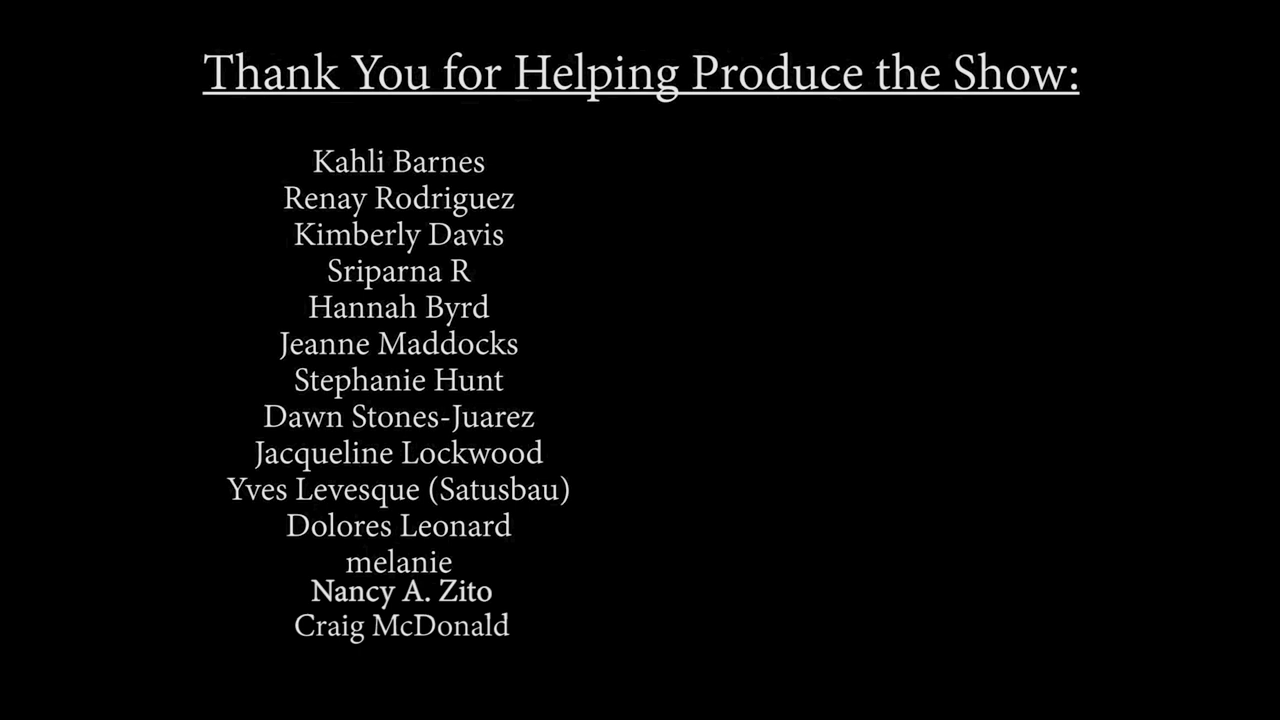 Thank You for Helping Produce the Show:
Kahli Barnes
Renay Rodriguez
Kimberly Davis
Sriparna R
Hannah Byrd
Jeanne Maddocks
Stephanie Hunt
Dawn Stones-Juarez
Jacqueline Lockwood
Yves Levesque (Satusbau)
Dolores Leonard
melanie
Nancy A. Zito
Craig McDonald